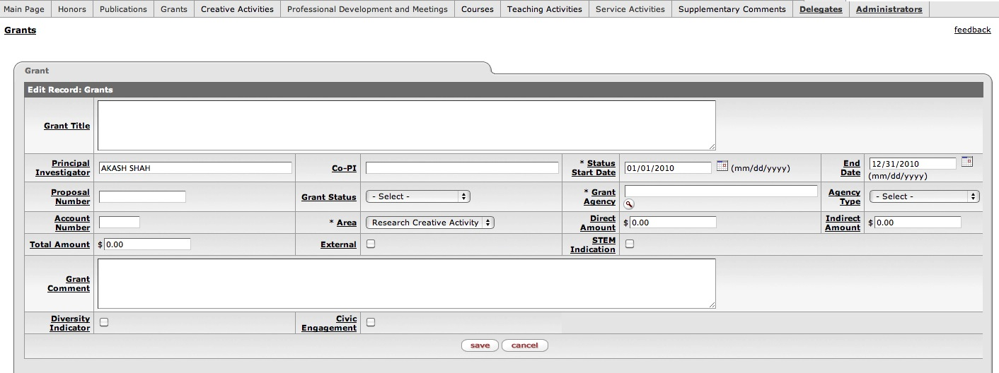 Main Page Honors Publications Grants Creative Activities Professional Development and Meetings Courses Teaching Activities Service Activities Supplementary Comments Delegates Administrators
Grants feedback
Grant
Edit Record: Grants
Grant Title
Principal Investigator AKASH SHAH Co-PI * Status Start Date 01/01/2010 (mm/dd/yyyy) End Date 12/31/2010 (mm/dd/yyyy)
Proposal Number Grant Status - Select - * Grant Agency Agency Type - Select -
Account Number * Area Research Creative Activity Direct Amount $ 0.00 Indirect Amount $ 0.00
Total Amount $ 0.00 External STEM Indication
Grant Comment
Diversity Indicator Civic Engagement
save cancel